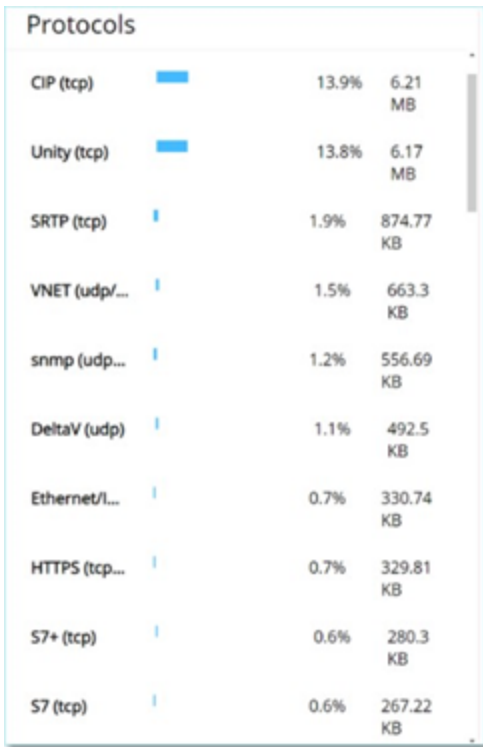 Protocols
CIP (tcp) 13.9% 6.21
MB
Unity (tcp) 13.8% 6.17
MB
SRTP (tcp) 1.9% 874.77
KB
VNET (udp/... 1.5% 663.3
KB
snmp (udp... 1.2% 556.69
KB
DeltaV (udp) 1.1% 492.5
KB
Ethernet/I... 0.7% 330.74
KB
HTTPS (tcp... 0.7% 329.81
KB
S7+ (tcp) 0.6% 280.3
KB
S7 (tcp) 0.6% 267.22
KB